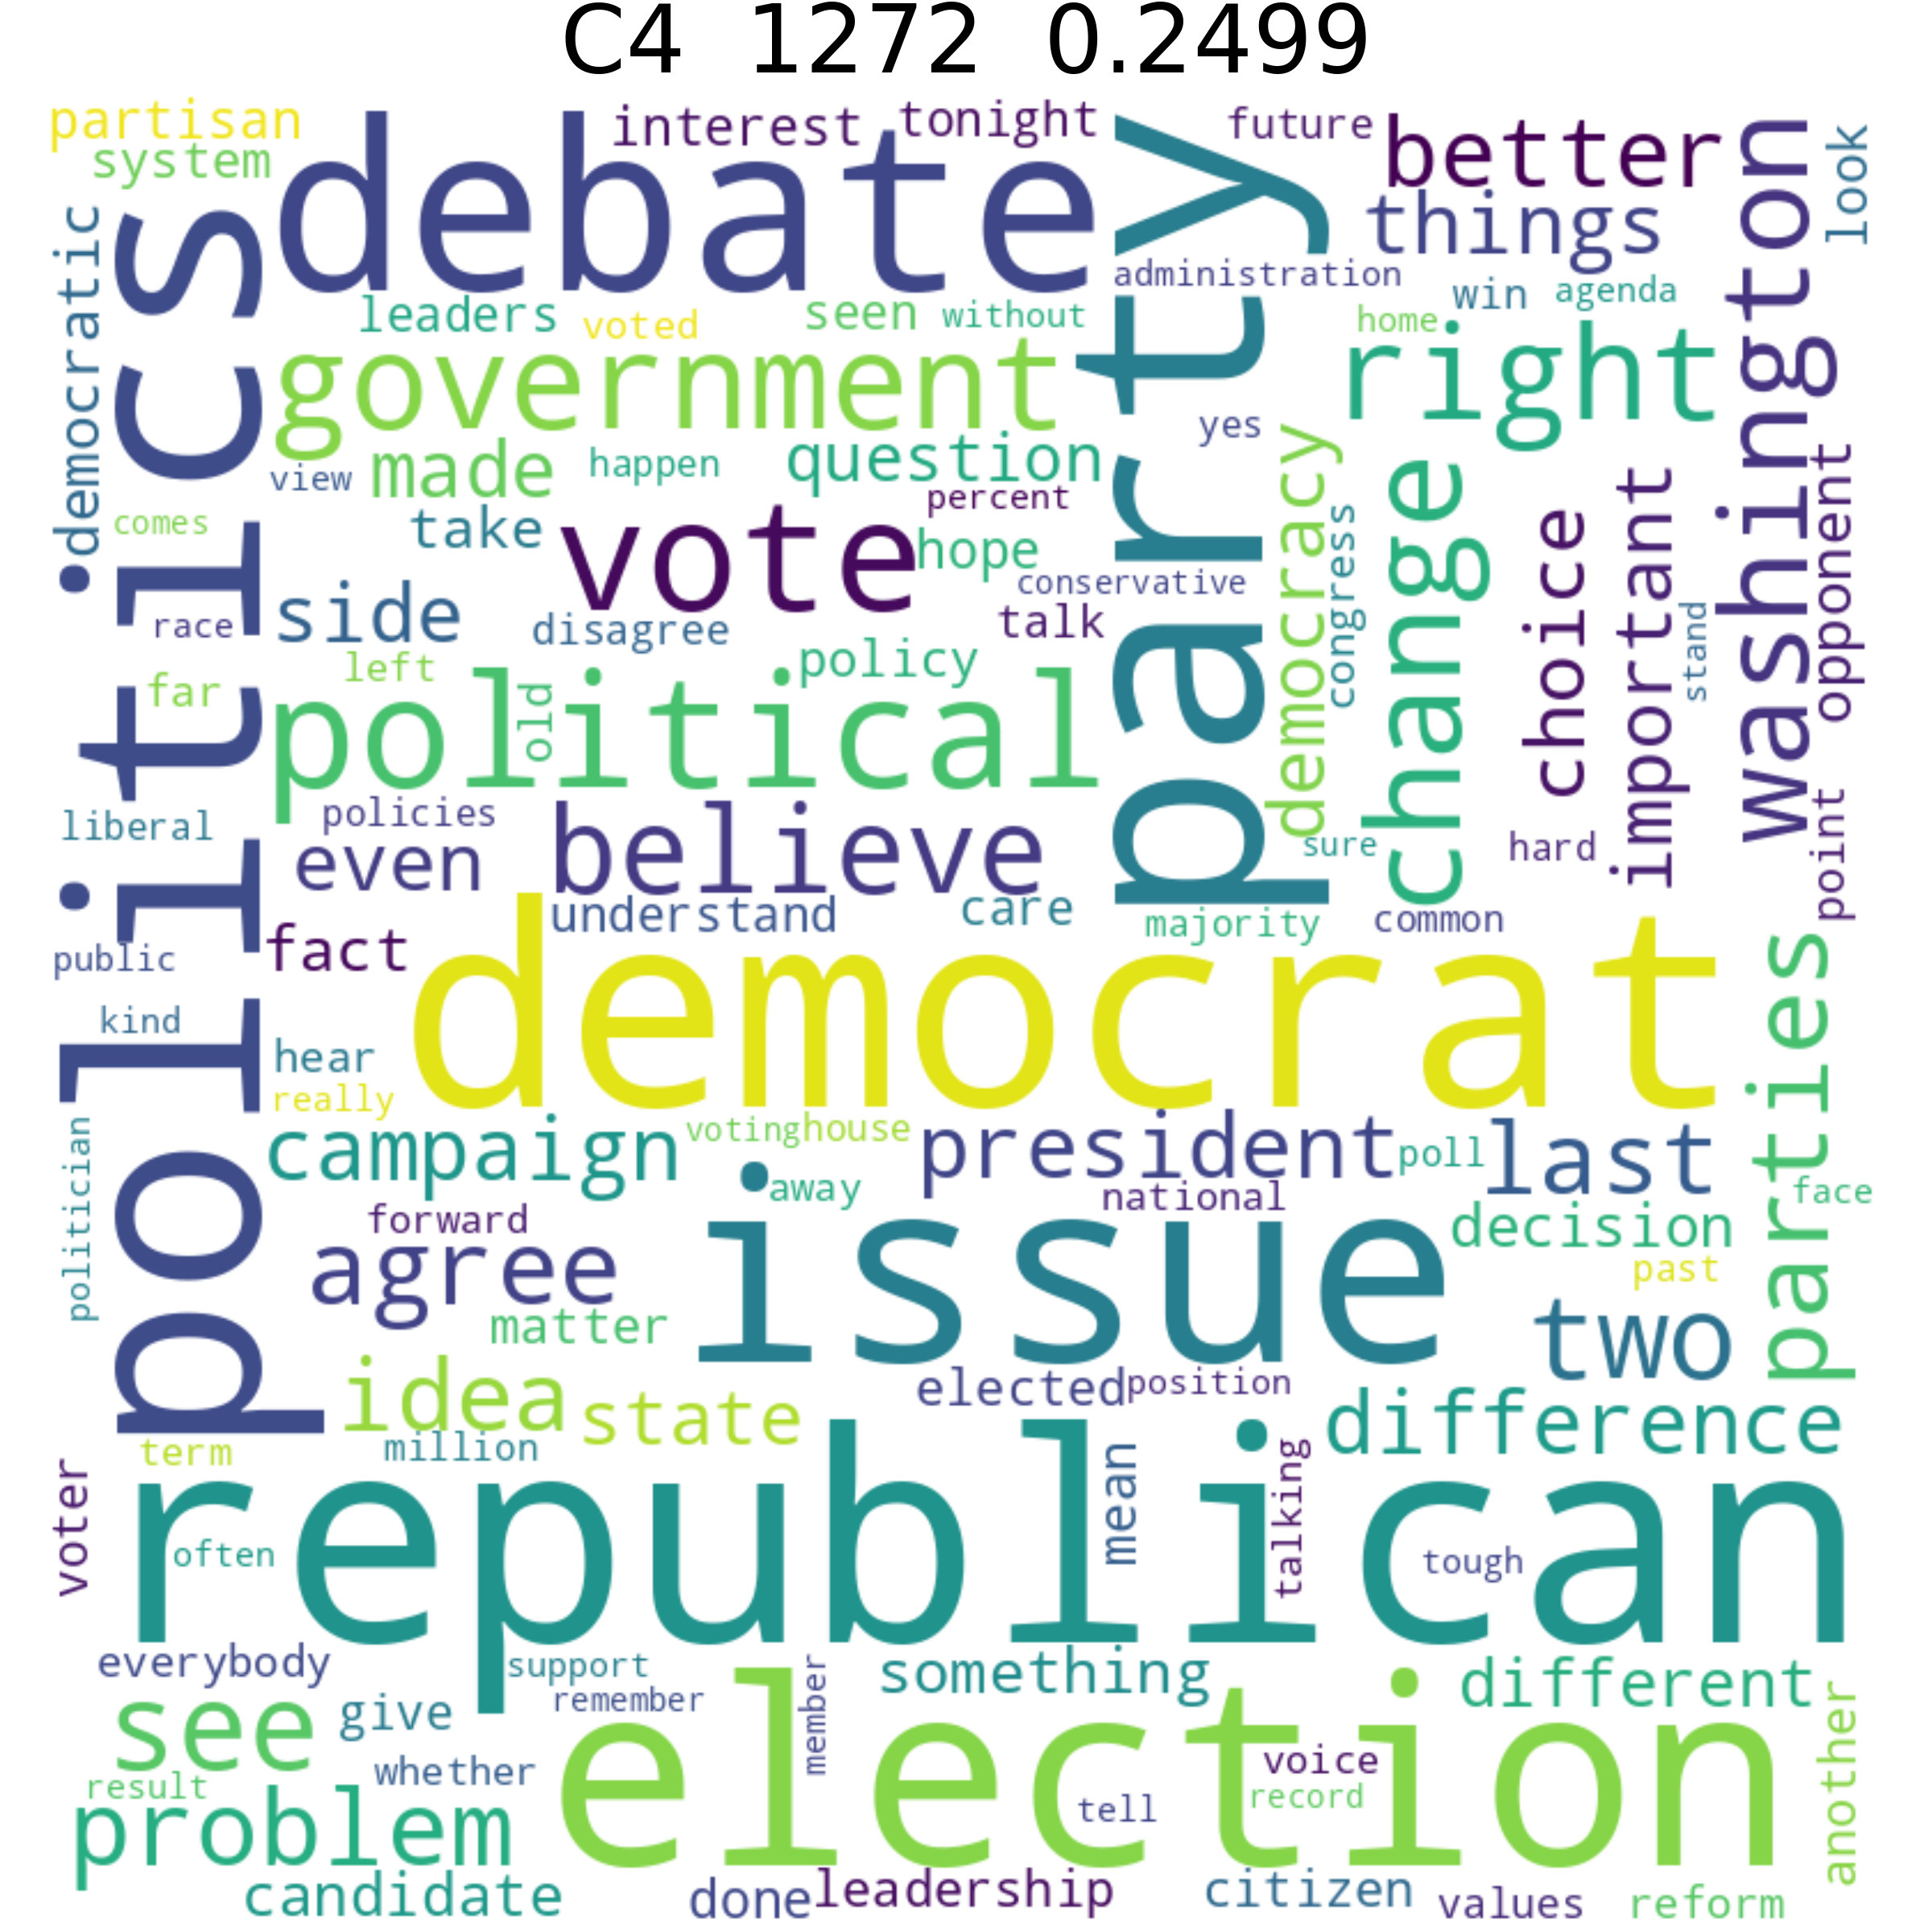 C4 1272 0.2499
partisan
interest
tonight
future
better
look
system
debate
things
democratic
politics
party
washington
administration
win
agenda
leaders
voted
seen
without
home
government
right
yes
view
made
happen
question
percent
democracy
change
important
opponent
comes
take
vote
hope
congress
choice
conservative
race
side
disagree
talk
stand
left
policy
far
political
old
liberal
policies
believe
sure
hard
point
even
understand
care
majority
common
public
fact
democrat
parties
kind
hear
really
campaign
voting
house
president
poll
last
politician
away
national
face
forward
decision
agree
issue
past
matter
two
idea
state
elected
position
difference
term
million
voter
republican
mean
talking
often
tough
everybody
support
something
different
see
give
remember
member
election
another
whether
voice
result
problem
tell
record
candidate
done
leadership
citizen
values
reform